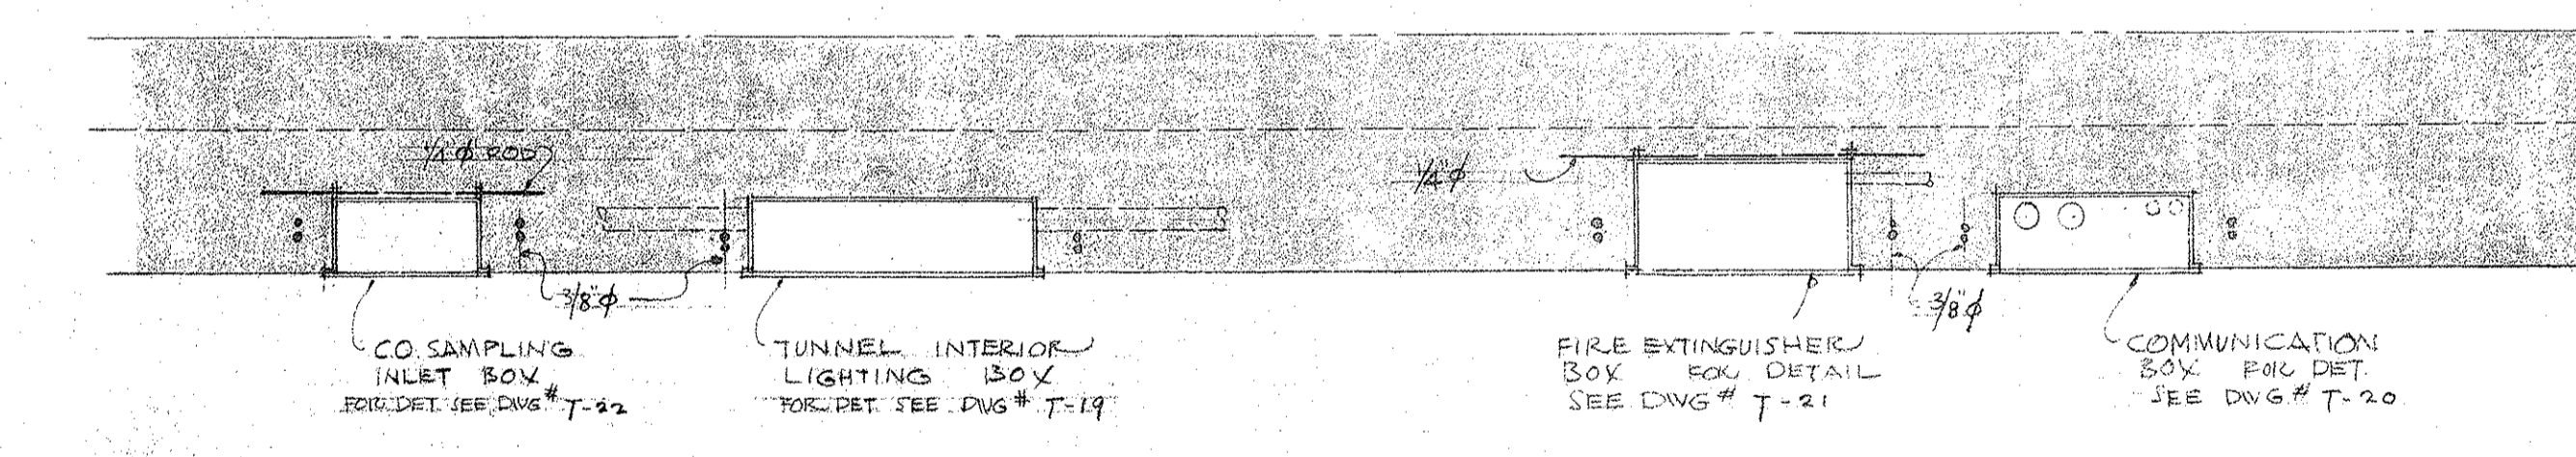 1/4"φ ROD
1/4"φ
3/8"φ
3/8"φ
C.O. SAMPLING
INLET BOX
FOR DET. SEE DWG# T-22
TUNNEL INTERIOR
LIGHTING BOX
FOR DET. SEE DWG# T-19
FIRE EXTINGUISHER
BOX FOR DETAIL
SEE DWG# T-21
COMMUNICATION
BOX FOR DET.
SEE DWG# T-20